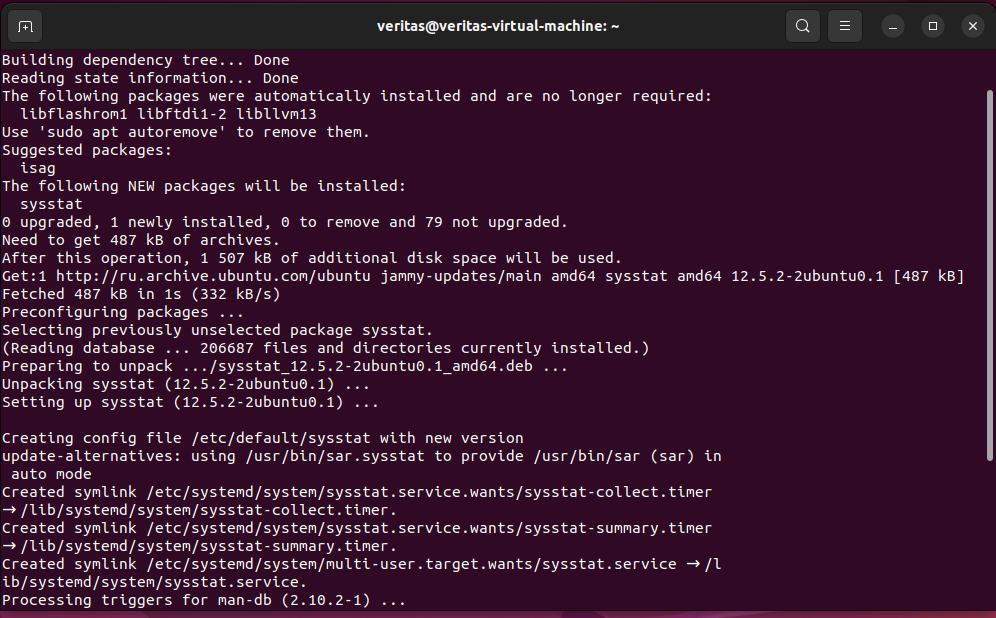 veritas@veritas-virtual-machine: ~
Building dependency tree... Done
Reading state information... Done
The following packages were automatically installed and are no longer required:
  libflashrom1 libftdi1-2 libllvm13
Use 'sudo apt autoremove' to remove them.
Suggested packages:
  isag
The following NEW packages will be installed:
  sysstat
0 upgraded, 1 newly installed, 0 to remove and 79 not upgraded.
Need to get 487 kB of archives.
After this operation, 1 507 kB of additional disk space will be used.
Get:1 http://ru.archive.ubuntu.com/ubuntu jammy-updates/main amd64 sysstat amd64 12.5.2-2ubuntu0.1 [487 kB]
Fetched 487 kB in 1s (332 kB/s)
Preconfiguring packages ...
Selecting previously unselected package sysstat.
(Reading database ... 206687 files and directories currently installed.)
Preparing to unpack .../sysstat_12.5.2-2ubuntu0.1_amd64.deb ...
Unpacking sysstat (12.5.2-2ubuntu0.1) ...
Setting up sysstat (12.5.2-2ubuntu0.1) ...

Creating config file /etc/default/sysstat with new version
update-alternatives: using /usr/bin/sar.sysstat to provide /usr/bin/sar (sar) in
 auto mode
Created symlink /etc/systemd/system/sysstat.service.wants/sysstat-collect.timer
→ /lib/systemd/system/sysstat-collect.timer.
Created symlink /etc/systemd/system/sysstat.service.wants/sysstat-summary.timer
→ /lib/systemd/system/sysstat-summary.timer.
Created symlink /etc/systemd/system/multi-user.target.wants/sysstat.service → /l
ib/systemd/system/sysstat.service.
Processing triggers for man-db (2.10.2-1) ...